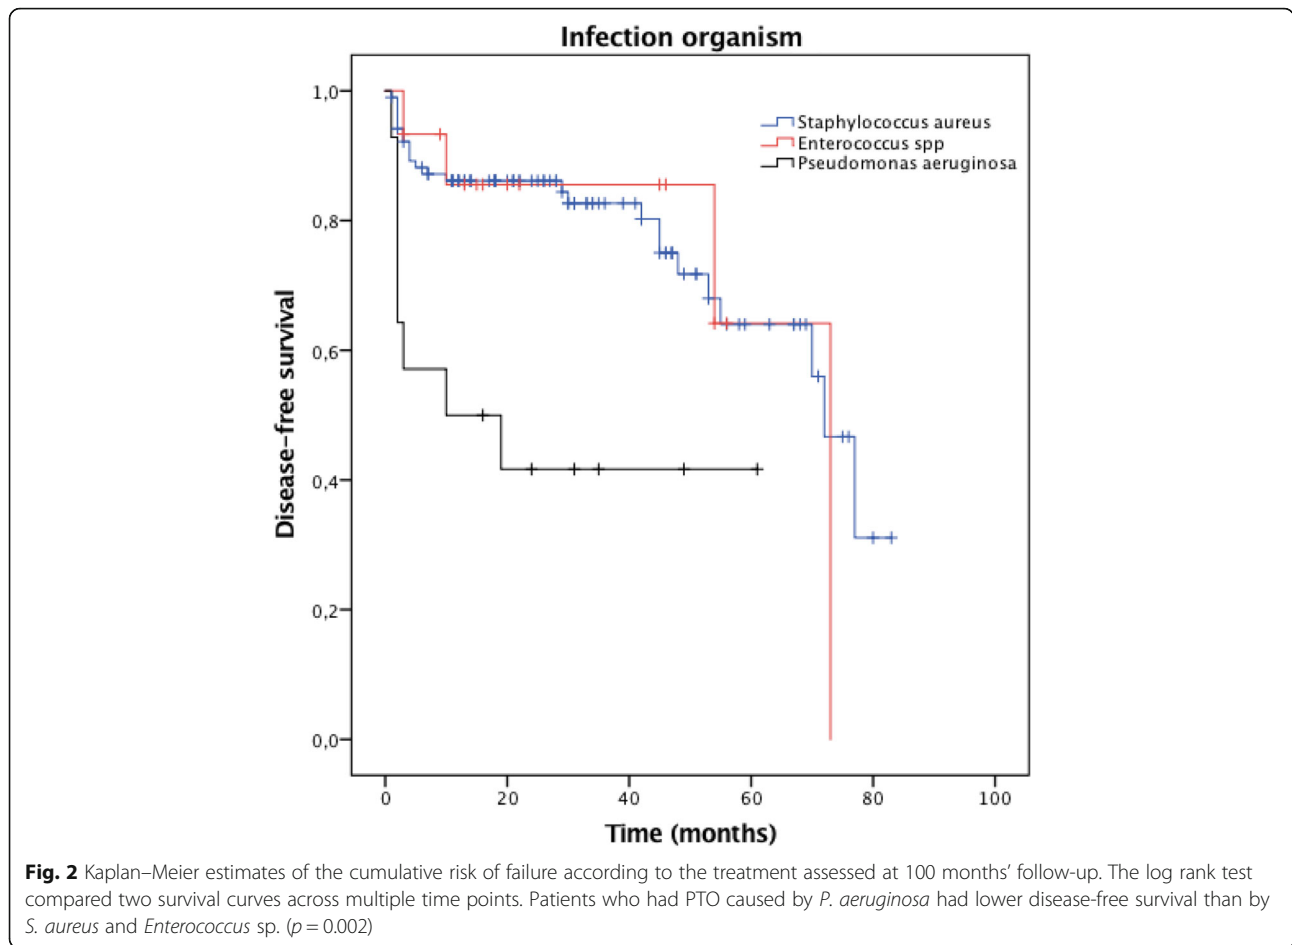 Infection organism
1,0
0,8
0,6
0,4
0,2
0,0
Disease-free survival
Staphylococcus aureus
Enterococcus spp
Pseudomonas aeruginosa
0 20 40 60 80 100
Time (months)
Fig. 2 Kaplan–Meier estimates of the cumulative risk of failure according to the treatment assessed at 100 months’ follow-up. The log rank test
compared two survival curves across multiple time points. Patients who had PTO caused by P. aeruginosa had lower disease-free survival than by
S. aureus and Enterococcus sp. (p = 0.002)